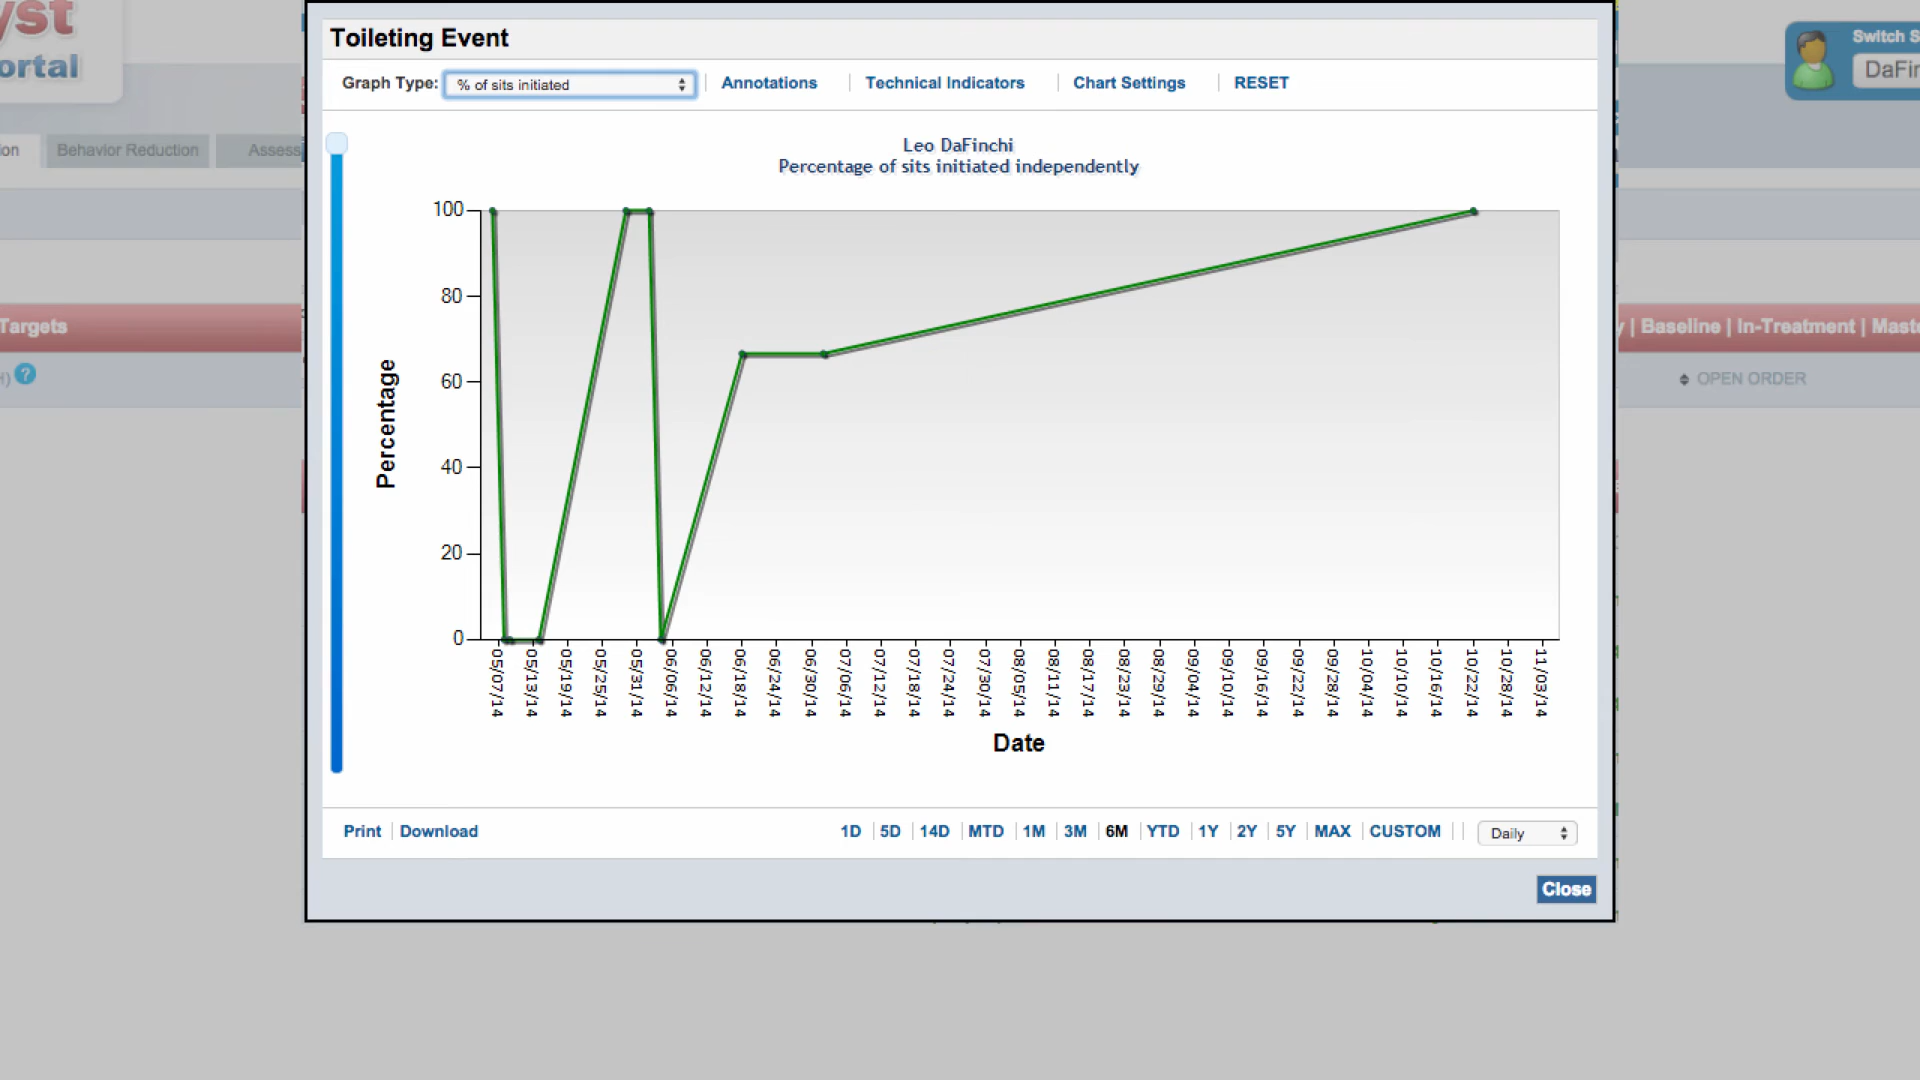 yst
ortal
Switch S
DaFin
on
Behavior Reduction
Assess
Targets
| Baseline | In-Treatment | Maste
OPEN ORDER
?
Toileting Event
Graph Type: % of sits initiated
Annotations
Technical Indicators
Chart Settings
RESET
Leo DaFinchi
Percentage of sits initiated independently
Percentage
100
80
60
40
20
0
05/07/14
05/13/14
05/19/14
05/25/14
05/31/14
06/06/14
06/12/14
06/18/14
06/24/14
06/30/14
07/06/14
07/12/14
07/18/14
07/24/14
07/30/14
08/05/14
08/11/14
08/17/14
08/23/14
08/29/14
09/04/14
09/10/14
09/16/14
09/22/14
09/28/14
10/04/14
10/10/14
10/16/14
10/22/14
10/28/14
11/03/14
Date
Print | Download
1D | 5D | 14D | MTD | 1M | 3M | 6M | YTD | 1Y | 2Y | 5Y | MAX | CUSTOM | | Daily
Close